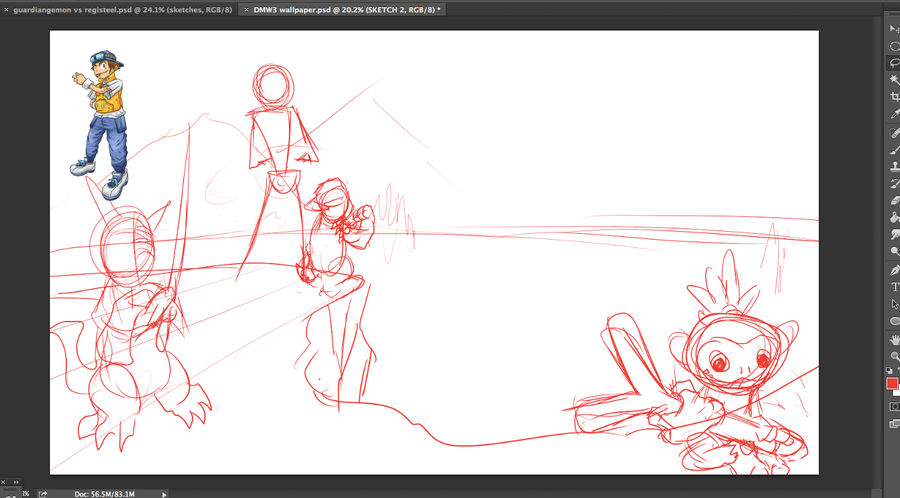 guardiangemon vs registeel.psd @ 24.1% (sketches, RGB/8)
DMW3 wallpaper.psd @ 20.2% (SKETCH 2, RGB/8) *
T
Doc: 56.5M/83.1M